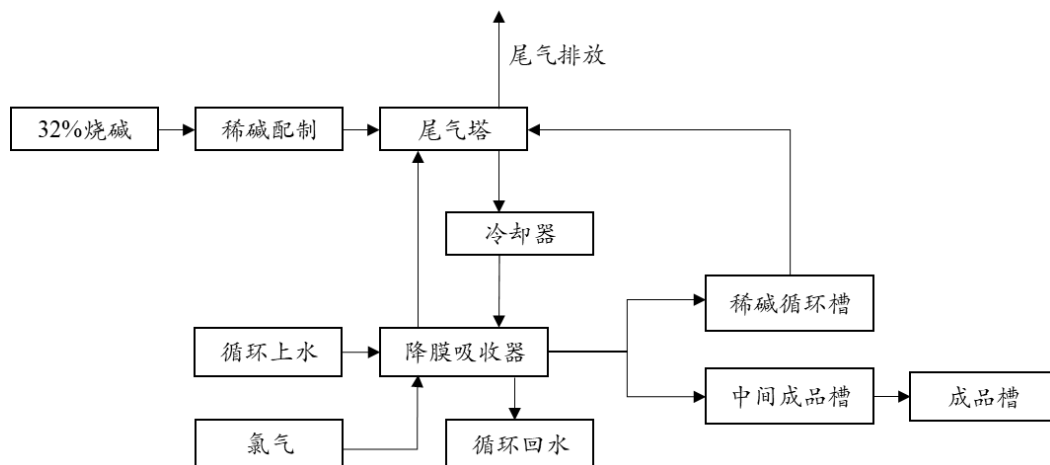 尾气排放
32%烧碱
稀碱配制
尾气塔
冷却器
稀碱循环槽
循环上水
降膜吸收器
中间成品槽
成品槽
氯气
循环回水